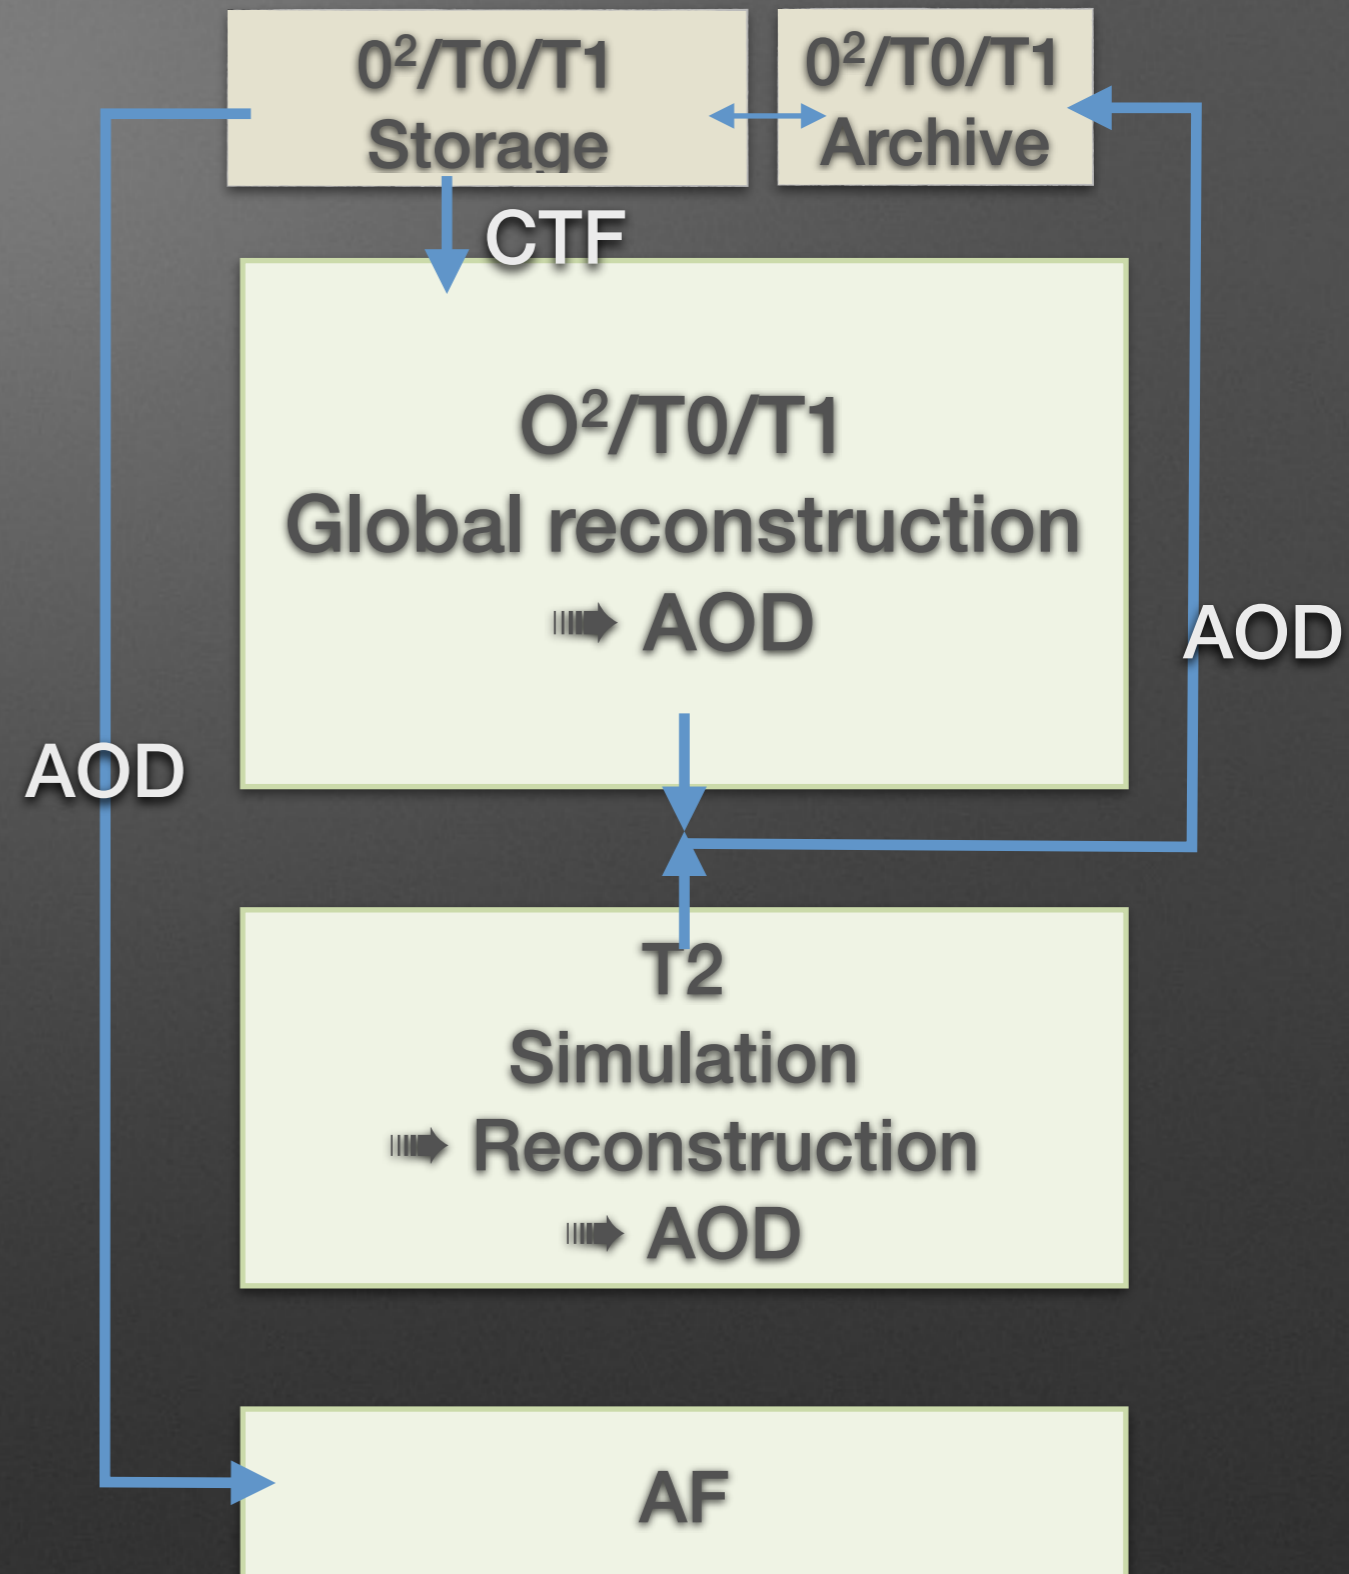 0²/T0/T1
Storage
0²/T0/T1
Archive
CTF
O²/T0/T1
Global reconstruction
➠ AOD
AOD
AOD
T2
Simulation
➠ Reconstruction
➠ AOD
AF